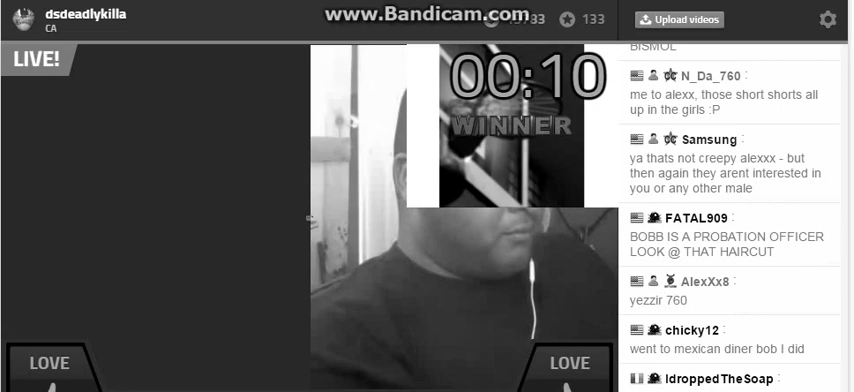 dsdeadlykilla
CA
www.Bandicam.com
133
Upload videos
LIVE!
00:10
WINNER
LOVE
LOVE
BISMOL
N_Da_760 :
me to alexx, those short shorts all
up in the girls :P
Samsung :
ya thats not creepy alexxx - but
then again they arent interested in
you or any other male
FATAL909 :
BOBB IS A PROBATION OFFICER
LOOK @ THAT HAIRCUT
AlexXx8 :
yezzir 760
chicky12 :
went to mexican diner bob I did
IdroppedTheSoap :